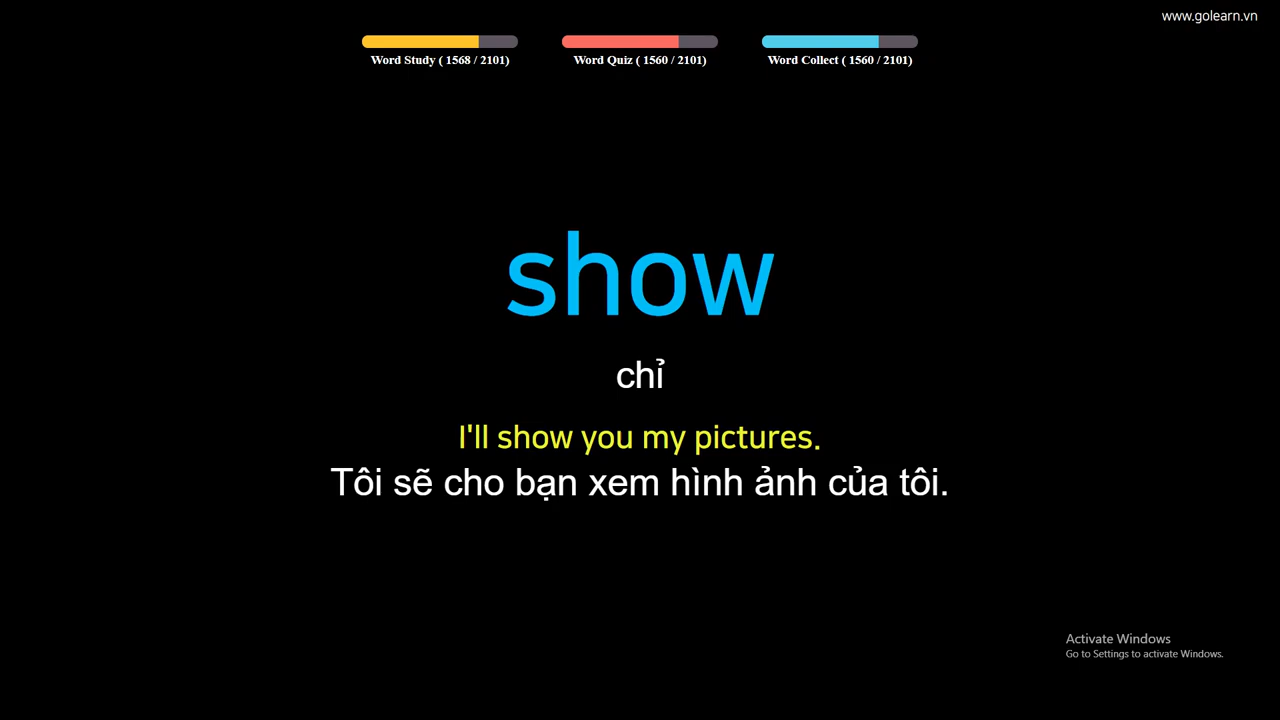 www.golearn.vn
Word Study ( 1568 / 2101) Word Quiz ( 1560 / 2101) Word Collect ( 1560 / 2101)
show
chỉ
I'll show you my pictures.
Tôi sẽ cho bạn xem hình ảnh của tôi.
Activate Windows
Go to Settings to activate Windows.